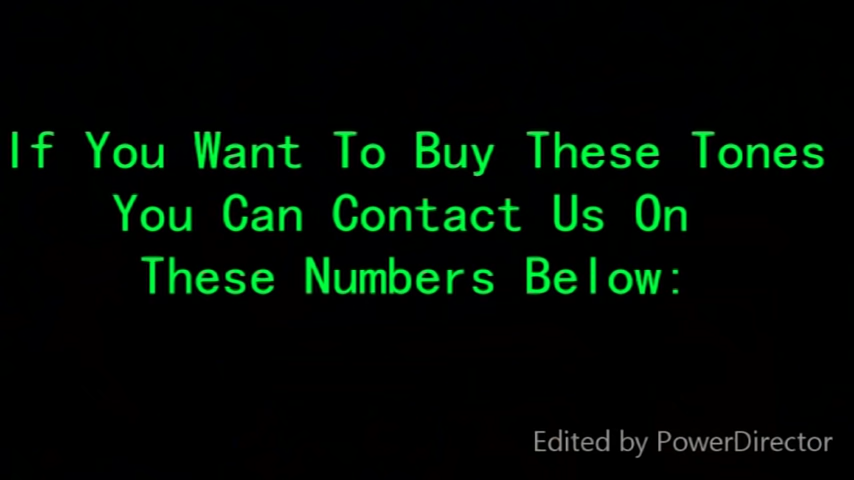 If You Want To Buy These Tones
You Can Contact Us On
These Numbers Below:
Edited by PowerDirector